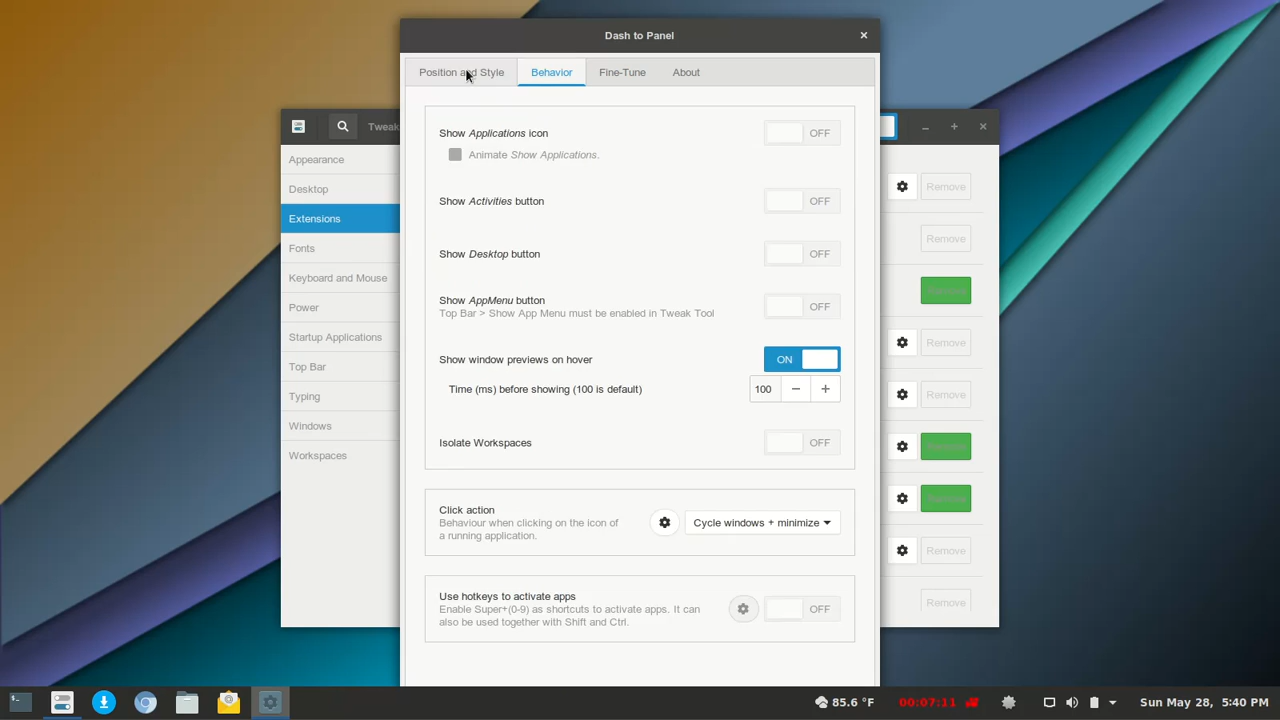 Dash to Panel
Position and Style
Behavior
Fine-Tune
About
Tweak
Appearance
Desktop
Extensions
Fonts
Keyboard and Mouse
Power
Startup Applications
Top Bar
Typing
Windows
Workspaces
Show Applications icon
OFF
Animate Show Applications.
Show Activities button
OFF
Show Desktop button
OFF
Show AppMenu button
Top Bar > Show App Menu must be enabled in Tweak Tool
OFF
Show window previews on hover
ON
Time (ms) before showing (100 is default)
100
Isolate Workspaces
OFF
Click action
Behaviour when clicking on the icon of
a running application.
Cycle windows + minimize
Use hotkeys to activate apps
Enable Super+(0-9) as shortcuts to activate apps. It can
also be used together with Shift and Ctrl.
OFF
Remove
Remove
Remove
Remove
Remove
Remove
Remove
Remove
Remove
85.6 °F
00:07:11
Sun May 28, 5:40 PM